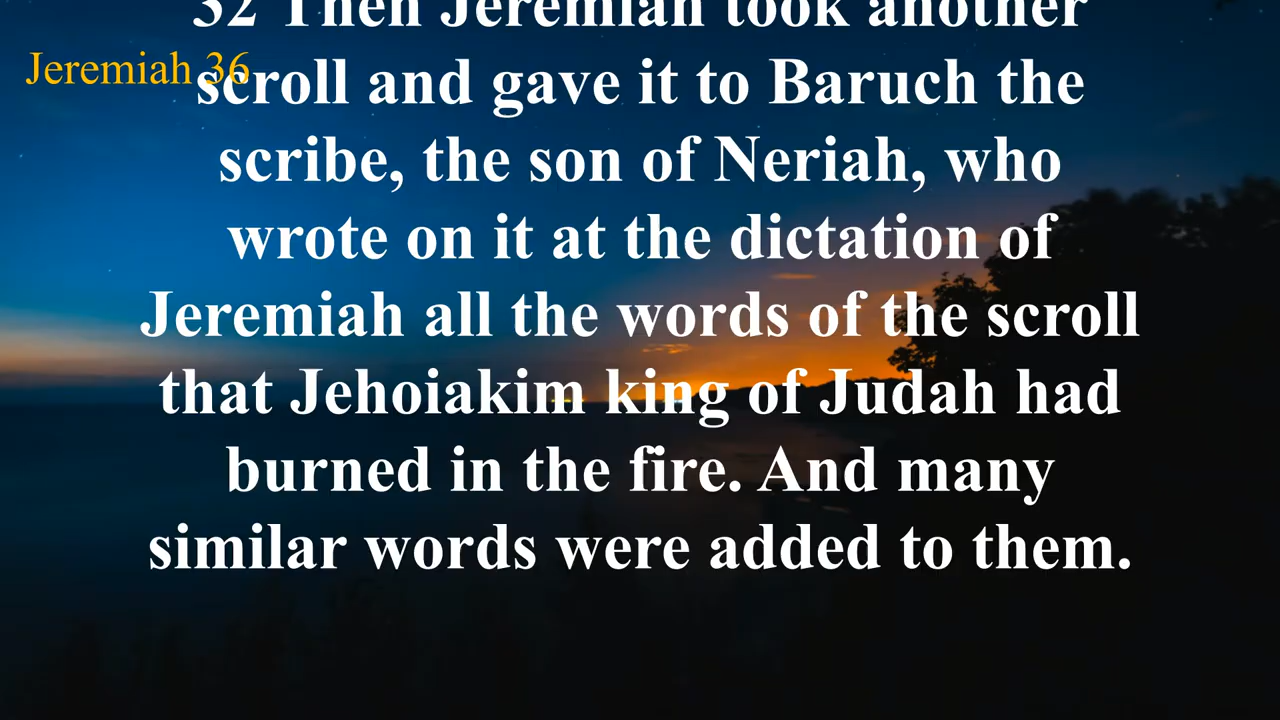 32 Then Jeremiah took another
Jeremiah 36
scroll and gave it to Baruch the
scribe, the son of Neriah, who
wrote on it at the dictation of
Jeremiah all the words of the scroll
that Jehoiakim king of Judah had
burned in the fire. And many
similar words were added to them.